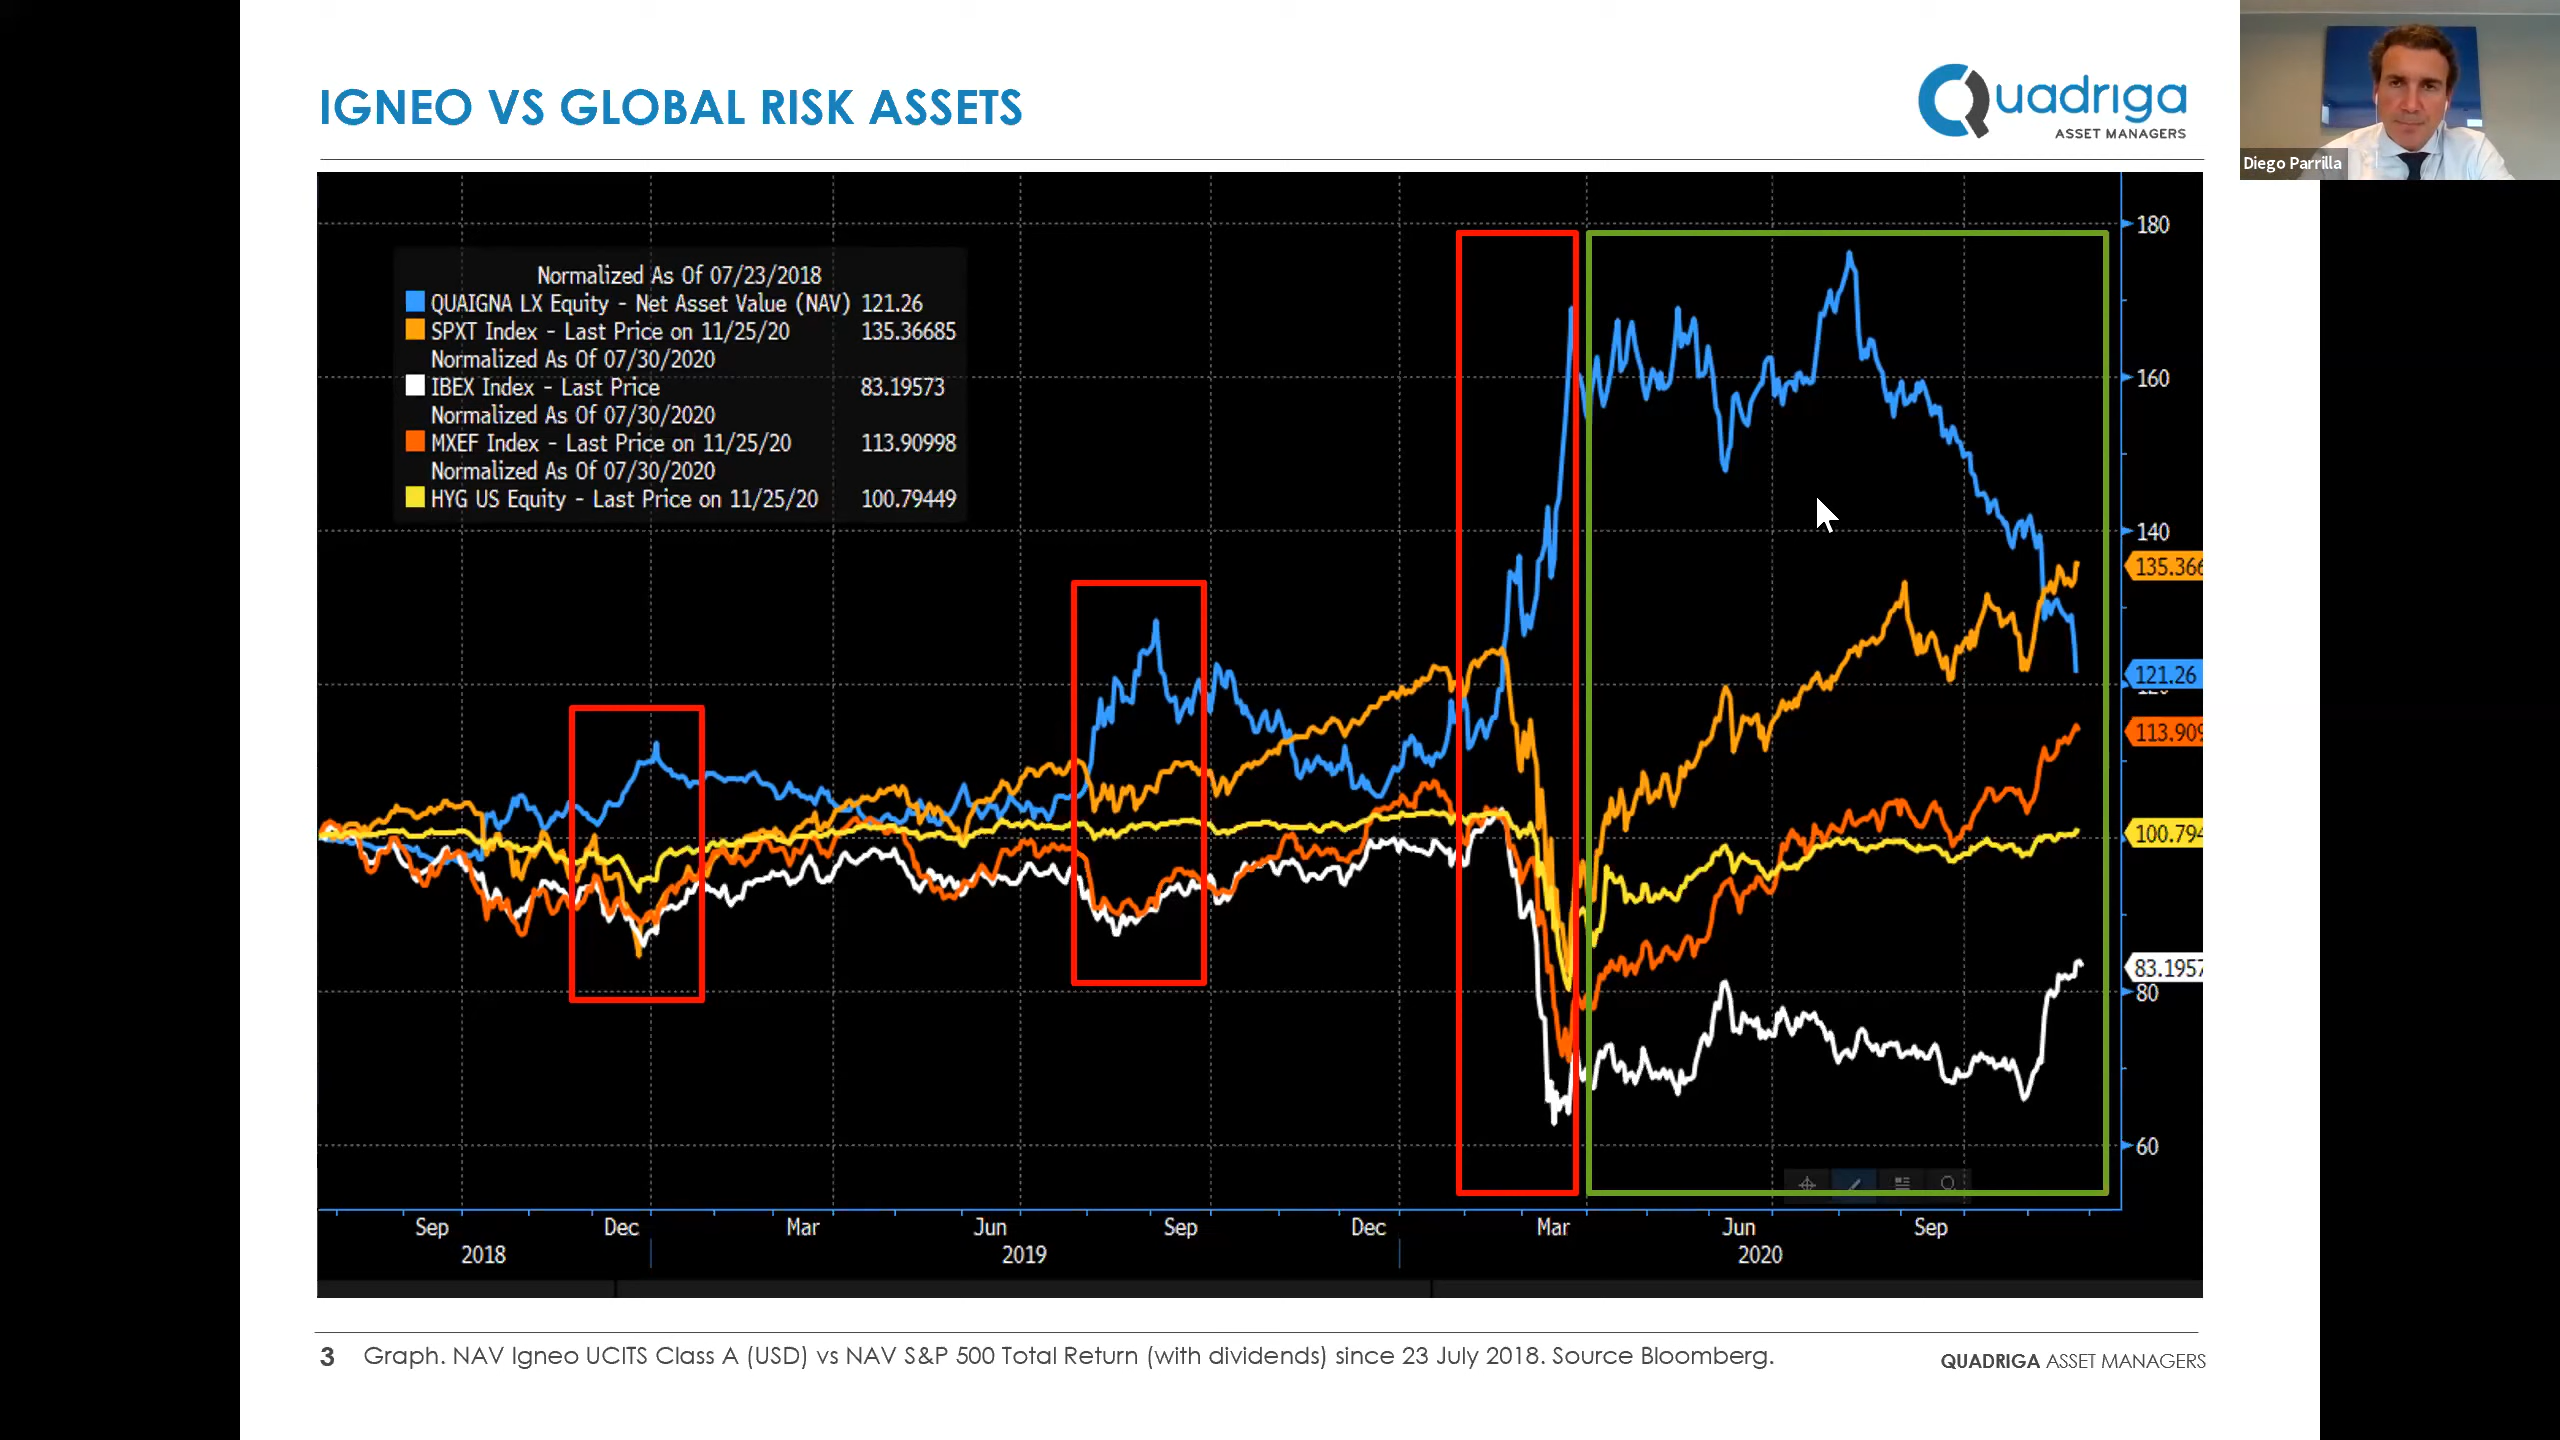 IGNEO VS GLOBAL RISK ASSETS
Quadriga
ASSET MANAGERS
Diego Parrilla
Normalized As Of 07/23/2018
QUAIGNA LX Equity - Net Asset Value (NAV) 121.26
SPXT Index - Last Price on 11/25/20 135.36685
Normalized As Of 07/30/2020
IBEX Index - Last Price 83.19573
Normalized As Of 07/30/2020
MXEF Index - Last Price on 11/25/20 113.90998
Normalized As Of 07/30/2020
HYG US Equity - Last Price on 11/25/20 100.79449
180
160
140
135.366
121.26
113.909
100.794
83.1957
80
60
Sep Dec Mar Jun Sep Dec Mar Jun Sep
2018 2019 2020
3 Graph. NAV Igneo UCITS Class A (USD) vs NAV S&P 500 Total Return (with dividends) since 23 July 2018. Source Bloomberg.
QUADRIGA ASSET MANAGERS